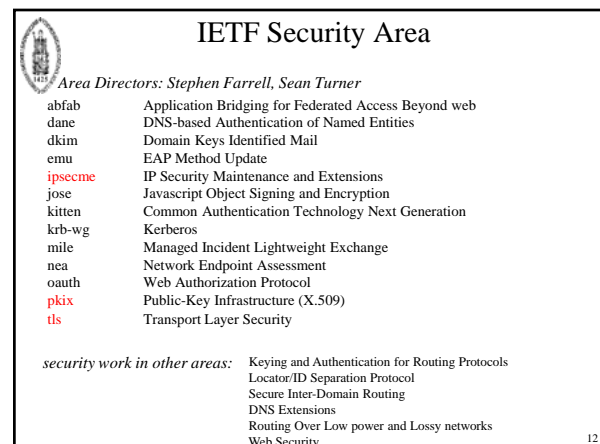 IETF Security Area
1425
Area Directors: Stephen Farrell, Sean Turner
abfab Application Bridging for Federated Access Beyond web
dane DNS-based Authentication of Named Entities
dkim Domain Keys Identified Mail
emu EAP Method Update
ipsecme IP Security Maintenance and Extensions
jose Javascript Object Signing and Encryption
kitten Common Authentication Technology Next Generation
krb-wg Kerberos
mile Managed Incident Lightweight Exchange
nea Network Endpoint Assessment
oauth Web Authorization Protocol
pkix Public-Key Infrastructure (X.509)
tls Transport Layer Security
security work in other areas: Keying and Authentication for Routing Protocols
Locator/ID Separation Protocol
Secure Inter-Domain Routing
DNS Extensions
Routing Over Low power and Lossy networks
Web Security
12